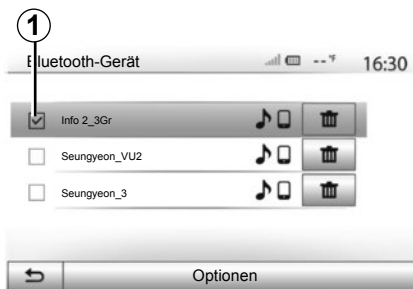 1
Bluetooth-Gerät -- °F 16:30
Info 2_3Gr
Seungyeon_VU2
Seungyeon_3
Optionen